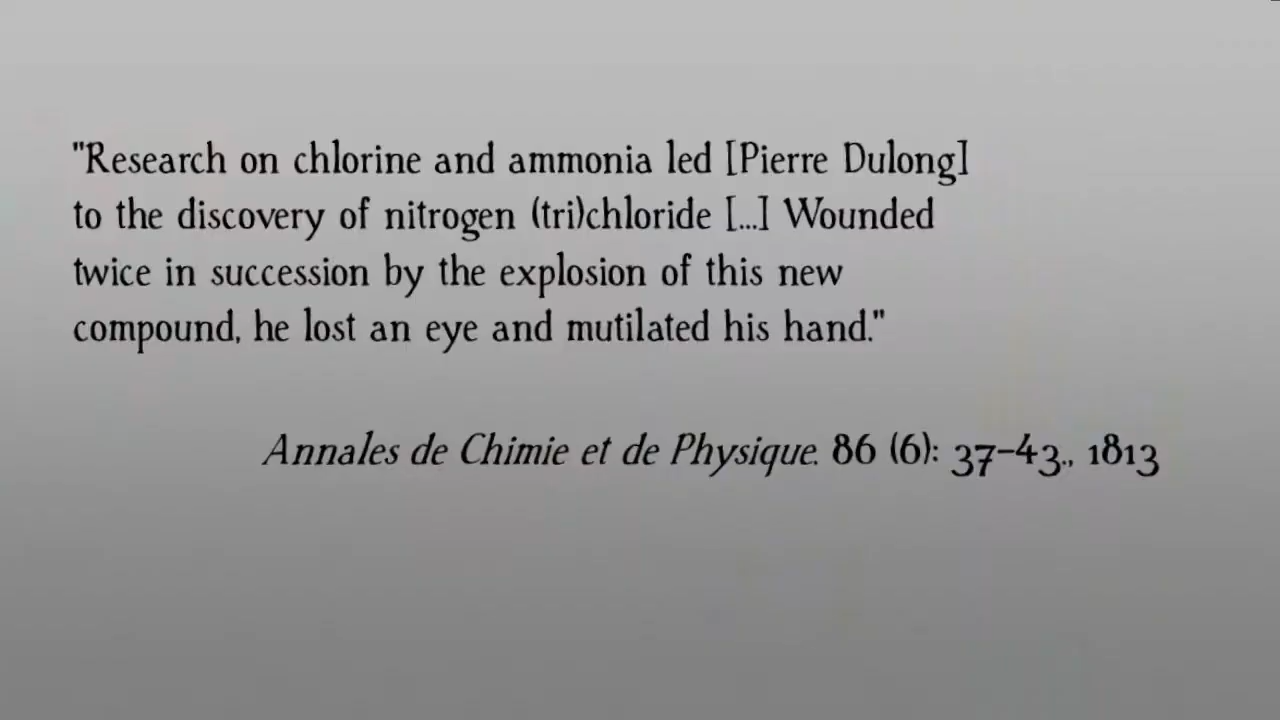 "Research on chlorine and ammonia led [Pierre Dulong]
to the discovery of nitrogen (tri)chloride [...] Wounded
twice in succession by the explosion of this new
compound, he lost an eye and mutilated his hand."
Annales de Chimie et de Physique. 86 (6): 37–43., 1813